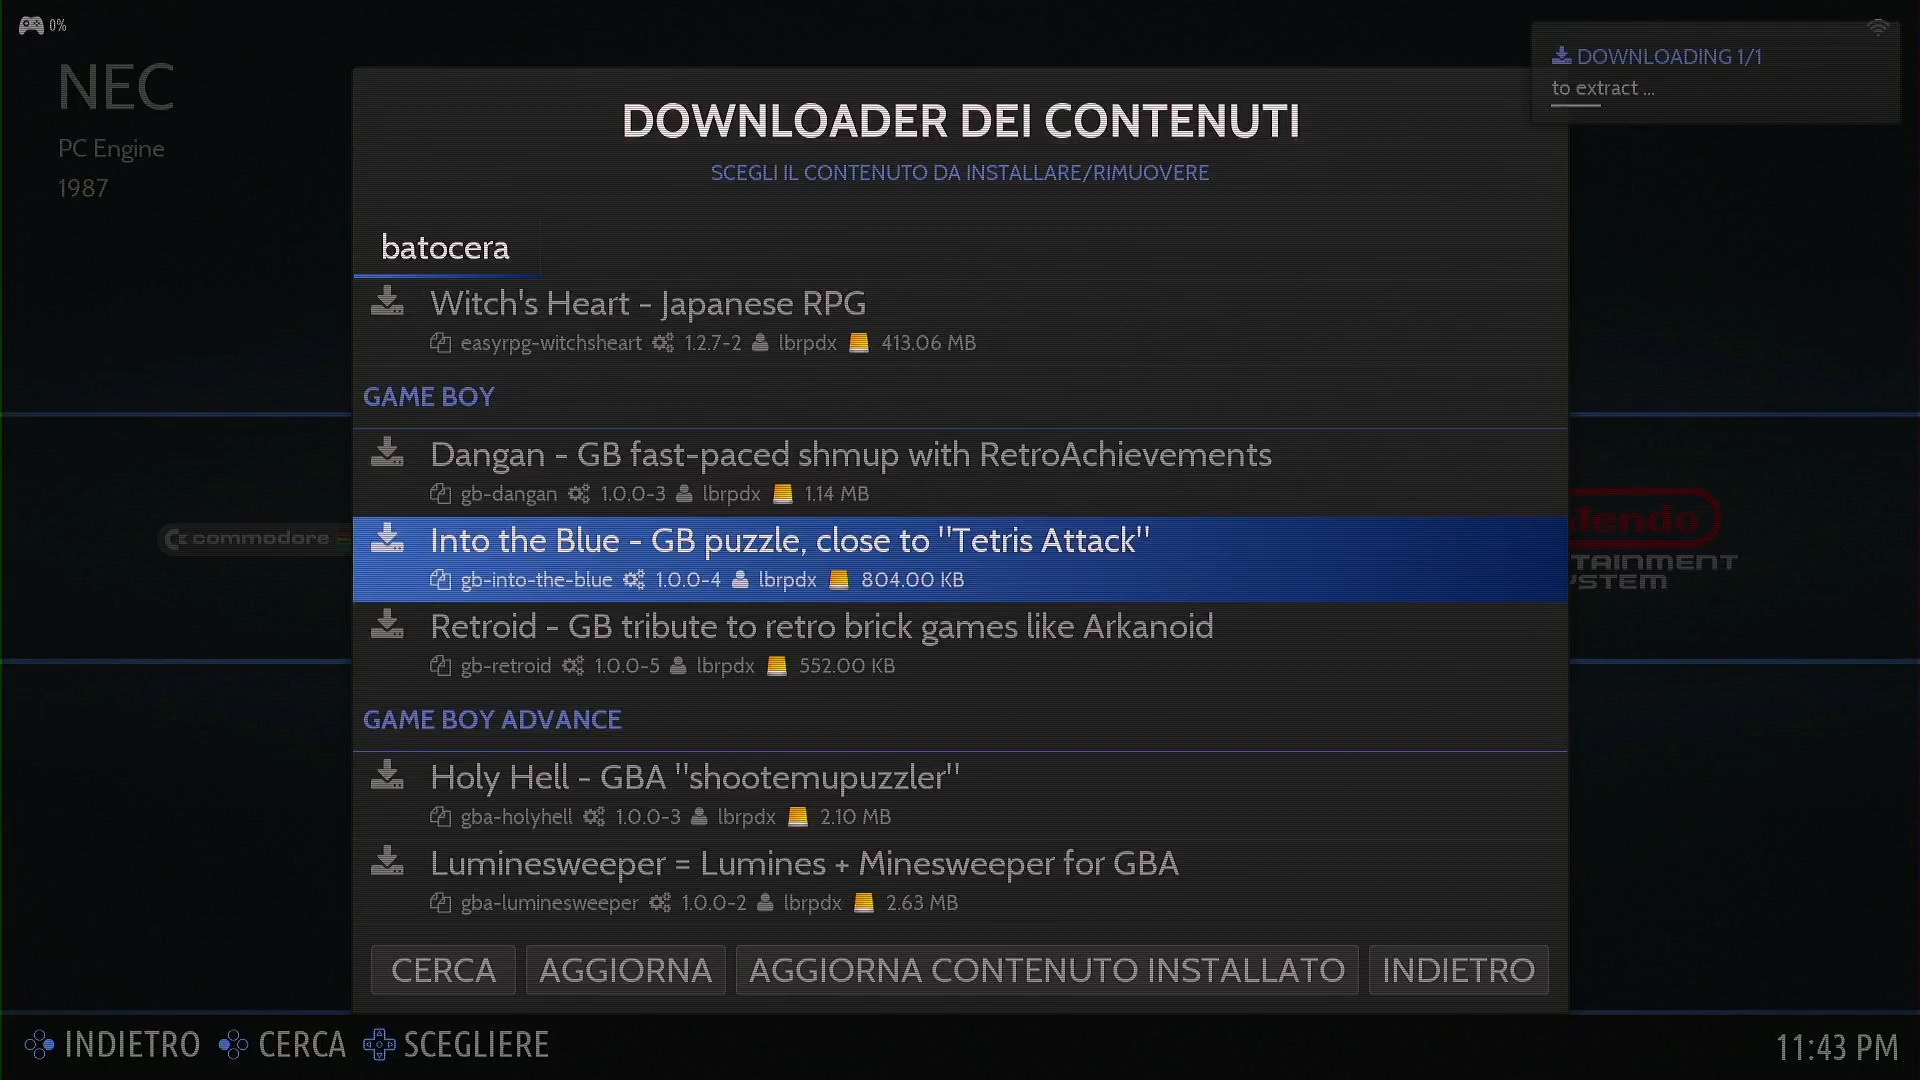 0%
DOWNLOADING 1/1
to extract ...
NEC
PC Engine
1987
DOWNLOADER DEI CONTENUTI
SCEGLI IL CONTENUTO DA INSTALLARE/RIMUOVERE
batocera
Witch's Heart - Japanese RPG
easyrpg-witchsheart 1.2.7-2 lbrpdx 413.06 MB
GAME BOY
Dangan - GB fast-paced shmup with RetroAchievements
gb-dangan 1.0.0-3 lbrpdx 1.14 MB
commodore
Into the Blue - GB puzzle, close to "Tetris Attack"
gb-into-the-blue 1.0.0-4 lbrpdx 804.00 KB
ntendo
RTAINMENT
SYSTEM
Retroid - GB tribute to retro brick games like Arkanoid
gb-retroid 1.0.0-5 lbrpdx 552.00 KB
GAME BOY ADVANCE
Holy Hell - GBA "shootemupuzzler"
gba-holyhell 1.0.0-3 lbrpdx 2.10 MB
Luminesweeper = Lumines + Minesweeper for GBA
gba-luminesweeper 1.0.0-2 lbrpdx 2.63 MB
CERCA AGGIORNA AGGIORNA CONTENUTO INSTALLATO INDIETRO
INDIETRO CERCA SCEGLIERE
11:43 PM